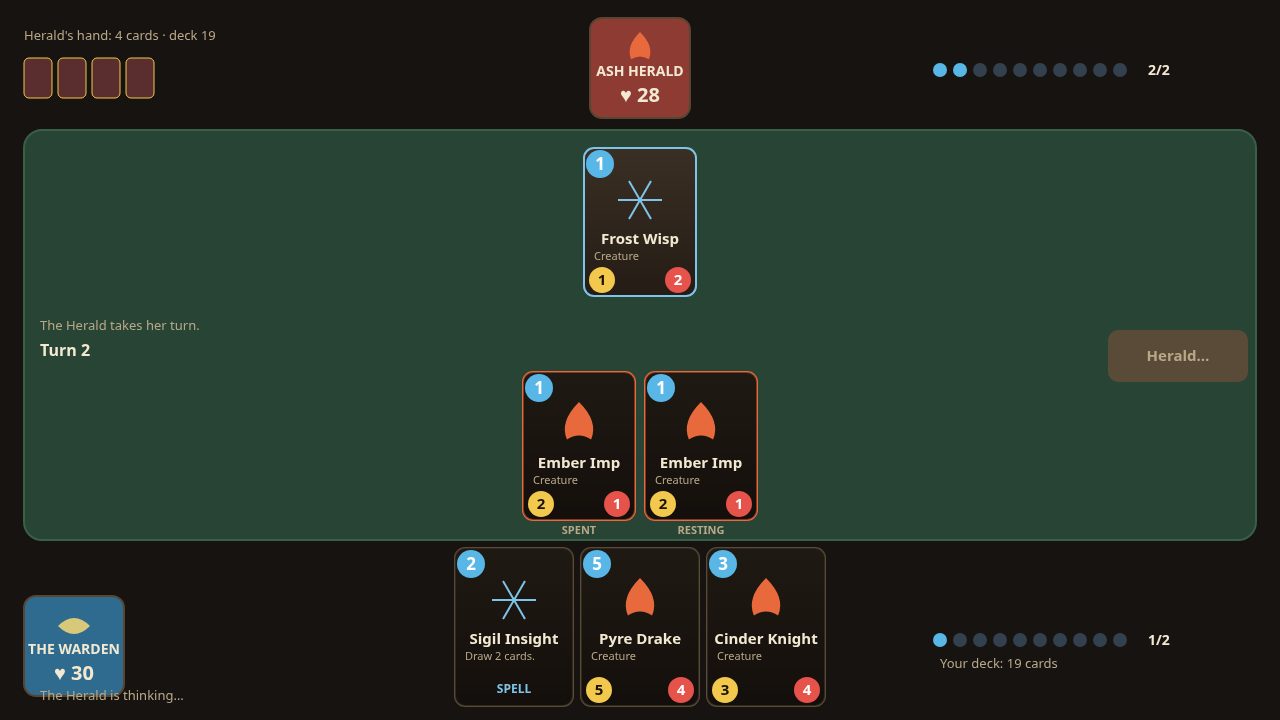 Herald's hand: 4 cards · deck 19
ASH HERALD
♥ 28
2/2
1
Frost Wisp
Creature
1 2
The Herald takes her turn.
Turn 2
Herald...
1
Ember Imp
Creature
2 1
SPENT
1
Ember Imp
Creature
2 1
RESTING
2
Sigil Insight
Draw 2 cards.
SPELL
5
Pyre Drake
Creature
5 4
3
Cinder Knight
Creature
3 4
THE WARDEN
♥ 30
The Herald is thinking...
1/2
Your deck: 19 cards